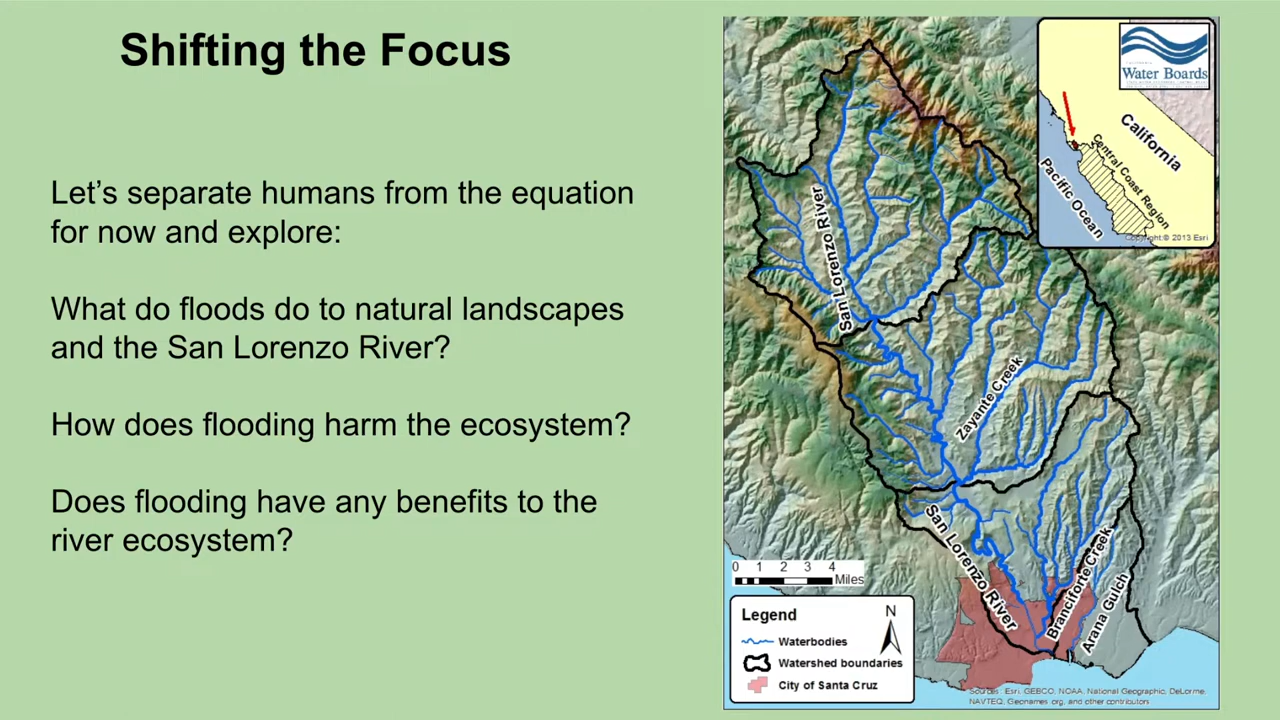 Shifting the Focus
Let's separate humans from the equation
for now and explore:
What do floods do to natural landscapes
and the San Lorenzo River?
How does flooding harm the ecosystem?
Does flooding have any benefits to the
river ecosystem?
Water Boards
California
Central Coast Region
Pacific Ocean
Copyright:© 2013 Esri
San Lorenzo River
Zayante Creek
San Lorenzo River
Branciforte Creek
Arana Gulch
0 1 2 3 4
Miles
Legend
N
Waterbodies
Watershed boundaries
City of Santa Cruz
Sources: Esri, GEBCO, NOAA, National Geographic, DeLorme,
NAVTEQ, Geonames.org, and other contributors